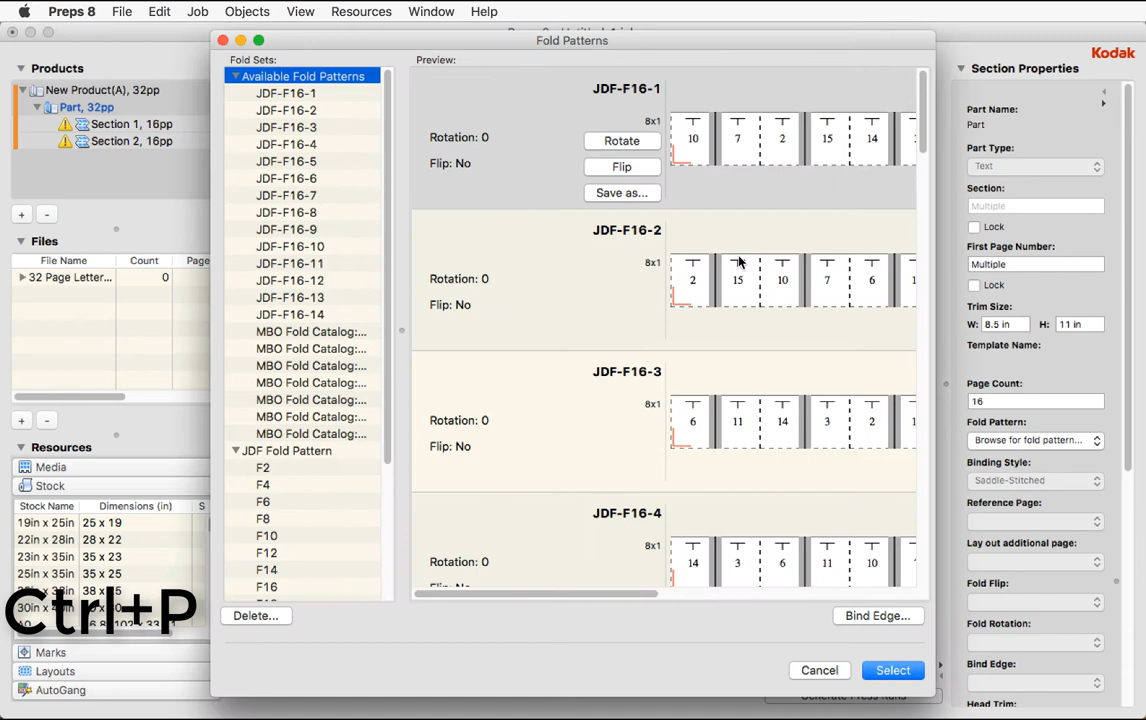 Preps 8 File Edit Job Objects View Resources Window Help
Kodak
Products
New Product(A), 32pp
Part, 32pp
Section 1, 16pp
Section 2, 16pp
+ -
Files
File Name Count Page
32 Page Letter... 0
+ -
Resources
Media
Stock
Stock Name Dimensions (in) S
19in x 25in 25 x 19
22in x 28in 28 x 22
23in x 35in 35 x 23
25in x 35in 35 x 25
38 x 25
30in x
Ctrl+P
Marks
Layouts
AutoGang
Fold Patterns
Fold Sets:
Available Fold Patterns
JDF-F16-1
JDF-F16-2
JDF-F16-3
JDF-F16-4
JDF-F16-5
JDF-F16-6
JDF-F16-7
JDF-F16-8
JDF-F16-9
JDF-F16-10
JDF-F16-11
JDF-F16-12
JDF-F16-13
JDF-F16-14
MBO Fold Catalog:...
MBO Fold Catalog:...
MBO Fold Catalog:...
MBO Fold Catalog:...
MBO Fold Catalog:...
MBO Fold Catalog:...
MBO Fold Catalog:...
JDF Fold Pattern
F2
F4
F6
F8
F10
F12
F14
F16
Delete...
Preview:
JDF-F16-1
8x1
Rotation: 0
Flip: No
Rotate
Flip
Save as...
10 7 2 15 14
JDF-F16-2
8x1
Rotation: 0
Flip: No
2 15 10 7 6
JDF-F16-3
8x1
Rotation: 0
Flip: No
6 11 14 3 2
JDF-F16-4
8x1
Rotation: 0
14 3 6 11 10
Bind Edge...
Cancel
Select
Section Properties
Part Name:
Part
Part Type:
Text
Section:
Multiple
Lock
First Page Number:
Multiple
Lock
Trim Size:
W: 8.5 in H: 11 in
Template Name:
Page Count:
16
Fold Pattern:
Browse for fold pattern...
Binding Style:
Saddle-Stitched
Reference Page:
Lay out additional page:
Fold Flip:
Fold Rotation:
Bind Edge:
Head Trim: